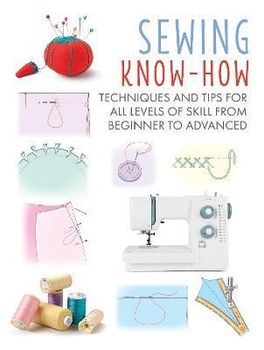 SEWING
KNOW-HOW
TECHNIQUES AND TIPS FOR
ALL LEVELS OF SKILL FROM
BEGINNER TO ADVANCED